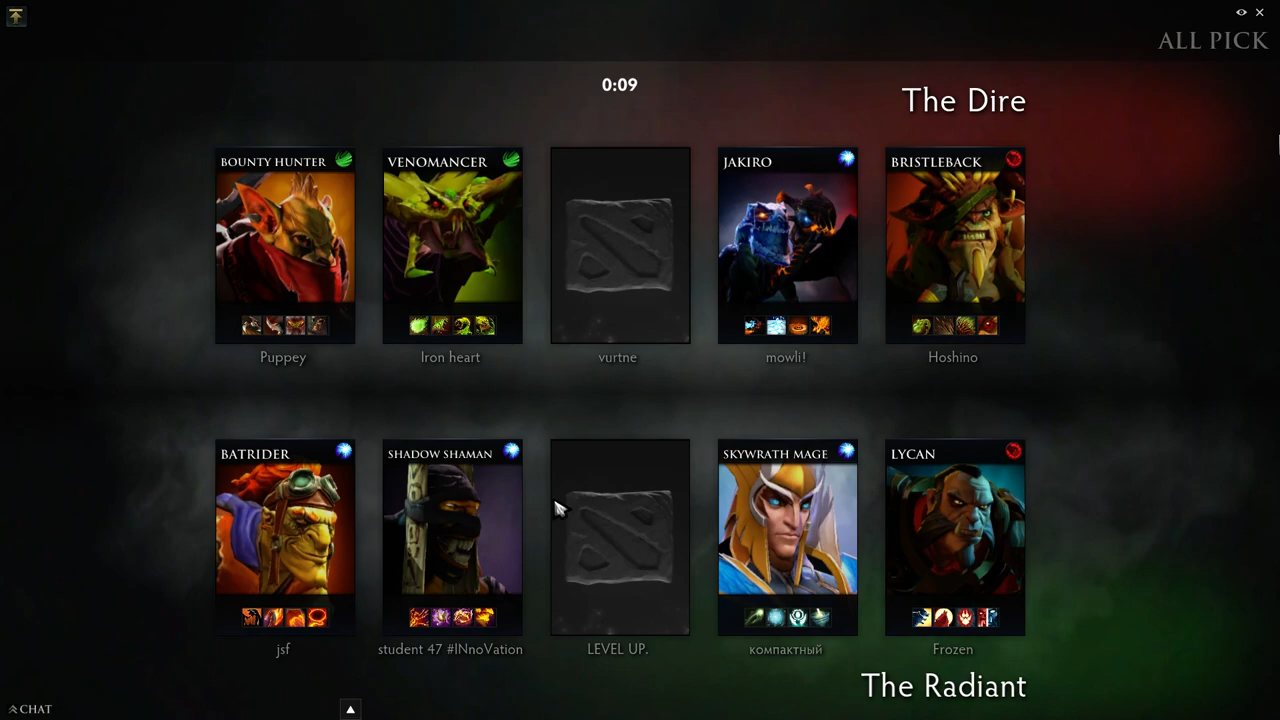 ALL PICK
0:09
The Dire
BOUNTY HUNTER
VENOMANCER
JAKIRO
BRISTLEBACK
Puppey
Iron heart
vurtne
mowli!
Hoshino
BATRIDER
SHADOW SHAMAN
SKYWRATH MAGE
LYCAN
jsf
student 47 #INnoVation
LEVEL UP.
компактный
Frozen
The Radiant
CHAT